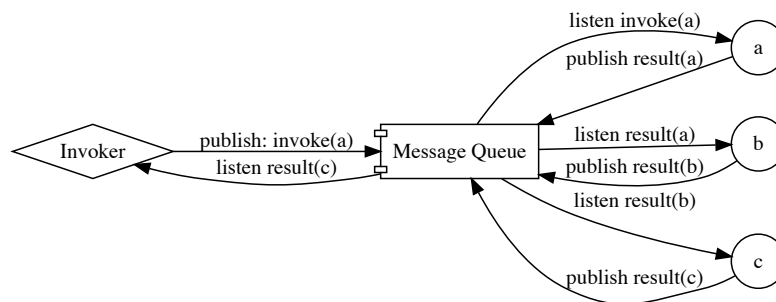 listen invoke(a)
a
publish result(a)
publish: invoke(a)
Invoker
Message Queue
listen result(a)
b
listen result(c)
publish result(b)
listen result(b)
c
publish result(c)